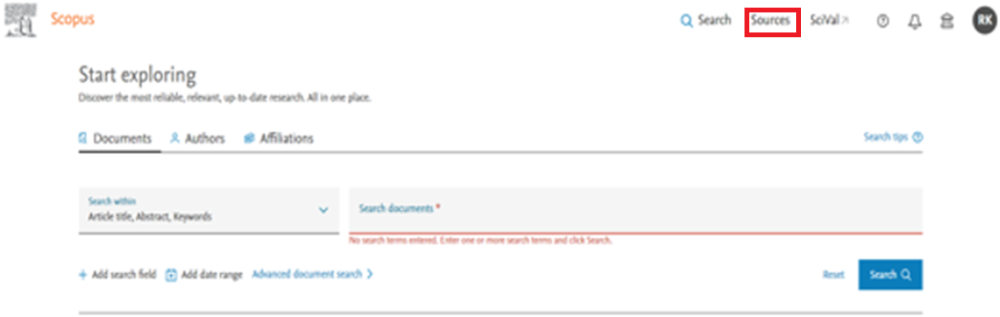 Scopus
Search Sources SciVal RK
Start exploring
Discover the most reliable, relevant, up-to-date research. All in one place.
Documents Authors Affiliations Search tips
Search within
Article title, Abstract, Keywords
Search documents *
No search terms entered. Enter one or more search terms and click Search.
+ Add search field Add date range Advanced document search Reset Search